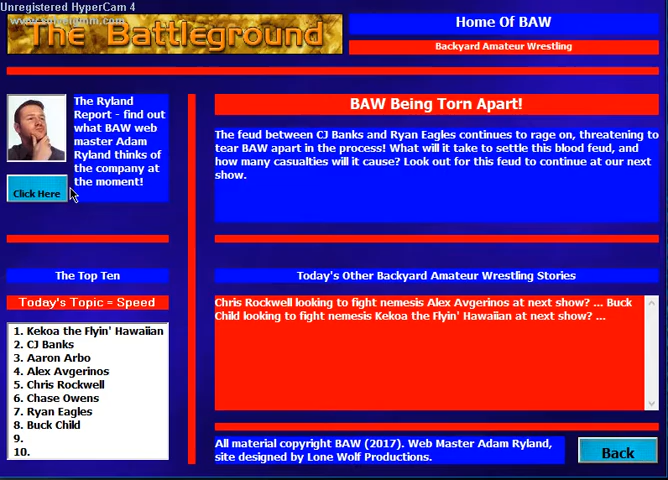 Unregistered HyperCam 4
www.solveigmm.com
The Battleground
Home Of BAW
Backyard Amateur Wrestling
The Ryland
Report - find out
what BAW web
master Adam
Ryland thinks of
the company at
the moment!
Click Here
BAW Being Torn Apart!
The feud between CJ Banks and Ryan Eagles continues to rage on, threatening to
tear BAW apart in the process! What will it take to settle this blood feud, and
how many casualties will it cause? Look out for this feud to continue at our next
show.
The Top Ten
Today's Topic = Speed
1. Kekoa the Flyin' Hawaiian
2. CJ Banks
3. Aaron Arbo
4. Alex Avgerinos
5. Chris Rockwell
6. Chase Owens
7. Ryan Eagles
8. Buck Child
9.
10.
Today's Other Backyard Amateur Wrestling Stories
Chris Rockwell looking to fight nemesis Alex Avgerinos at next show? ... Buck
Child looking to fight nemesis Kekoa the Flyin' Hawaiian at next show? ...
All material copyright BAW (2017). Web Master Adam Ryland,
site designed by Lone Wolf Productions.
Back